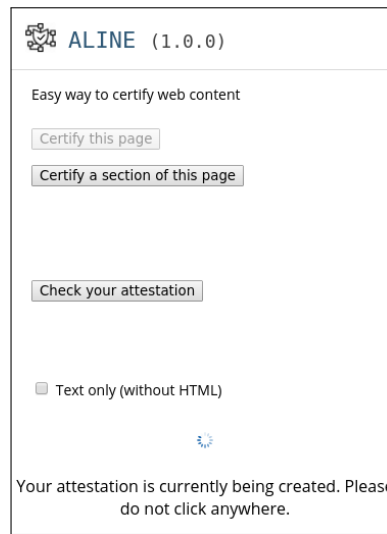 ALINE (1.0.0)
Easy way to certify web content
Certify this page
Certify a section of this page
Check your attestation
Text only (without HTML)
Your attestation is currently being created. Please
do not click anywhere.